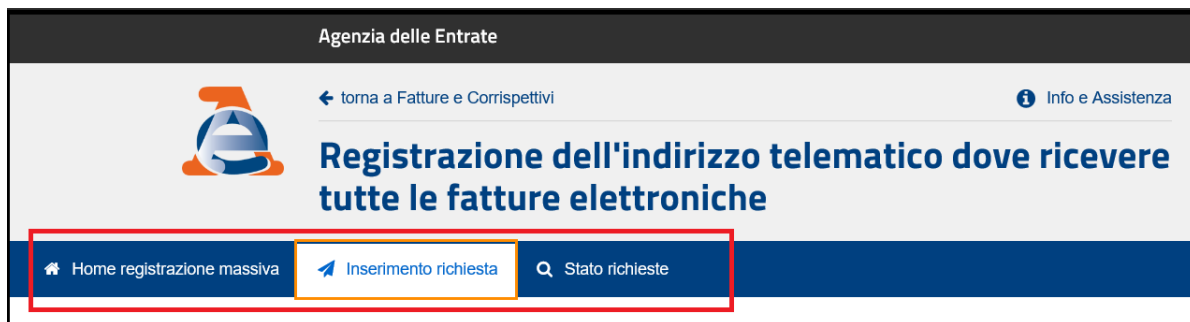 Agenzia delle Entrate
torna a Fatture e Corrispettivi
Info e Assistenza
Registrazione dell'indirizzo telematico dove ricevere
tutte le fatture elettroniche
Home registrazione massiva
Inserimento richiesta
Stato richieste